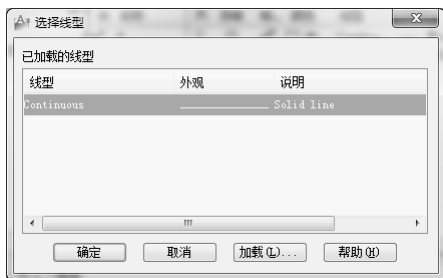 选择线型
已加载的线型
线型 外观 说明
Continuous Solid line
确定 取消 加载(L)... 帮助(H)